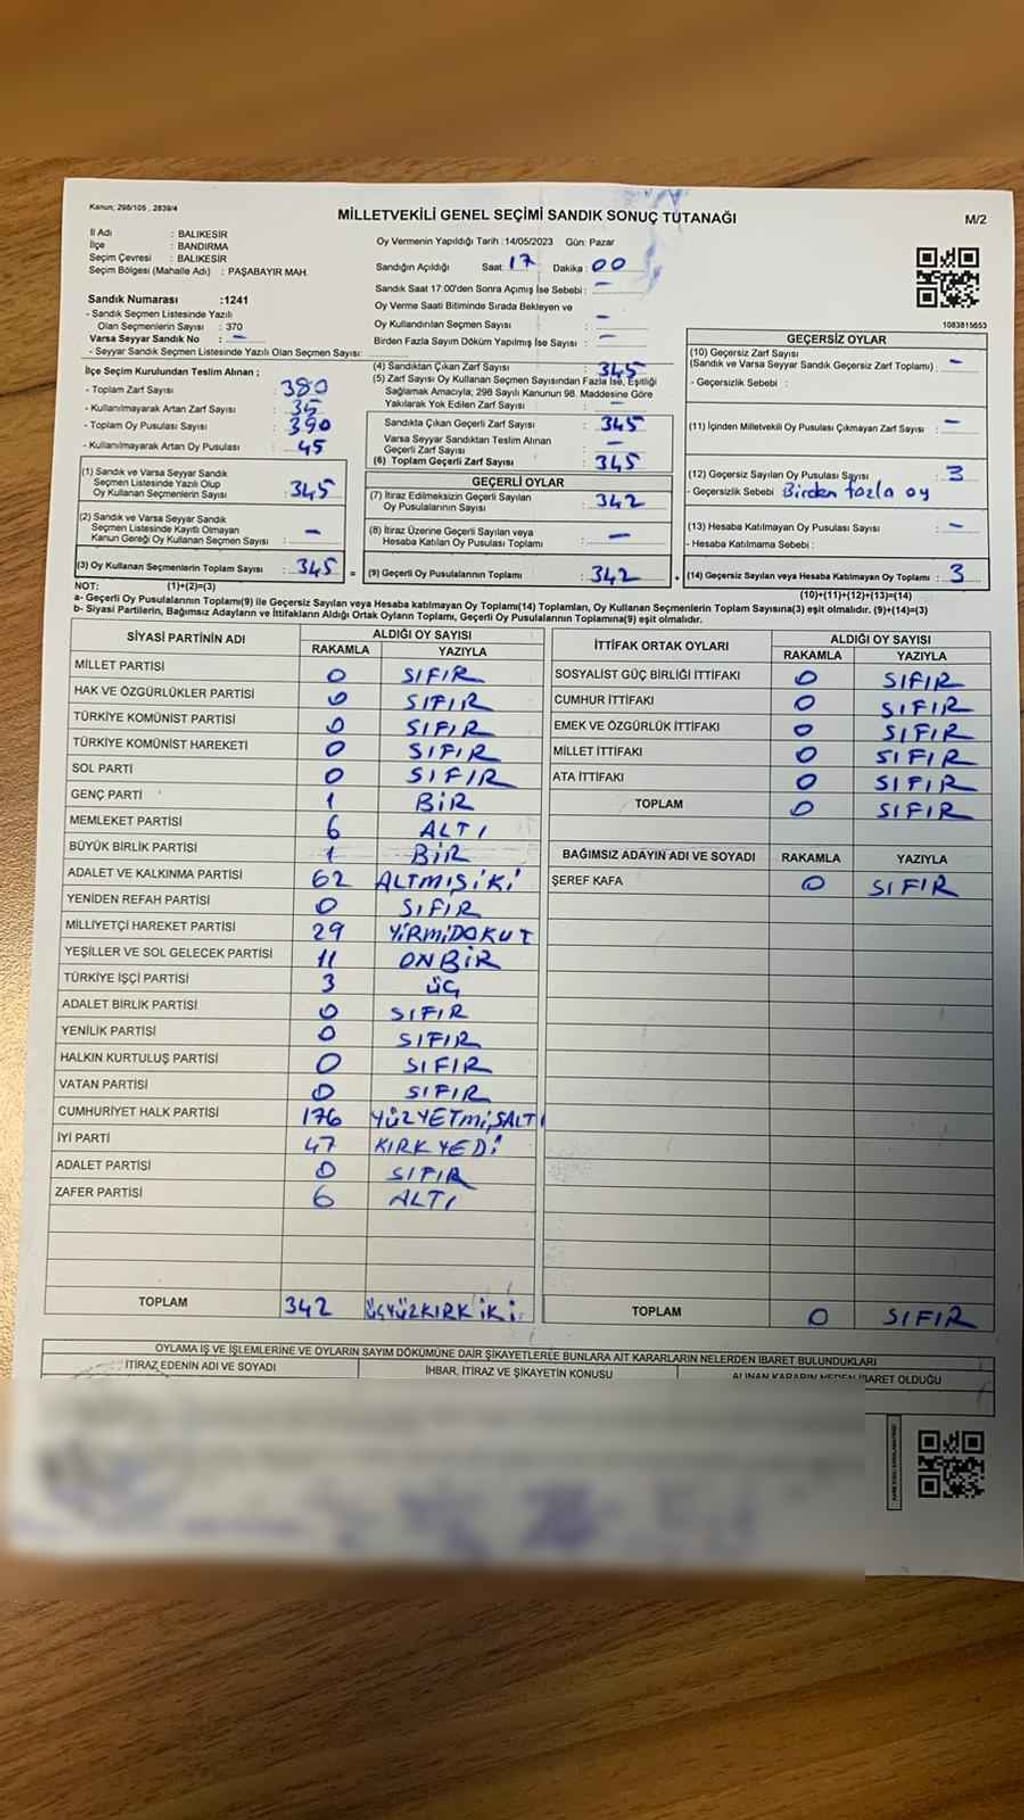 Kanun; 298/105 , 2839/4
MİLLETVEKİLİ GENEL SEÇİMİ SANDIK SONUÇ TUTANAĞI
M/2
İl Adı : BALIKESİR
İlçe : BANDIRMA
Seçim Çevresi : BALIKESİR
Seçim Bölgesi (Mahalle Adı) : PAŞABAYIR MAH.
Sandık Numarası :1241
- Sandık Seçmen Listesinde Yazılı
Olan Seçmenlerin Sayısı : 370
Varsa Seyyar Sandık No : -
- Seyyar Sandık Seçmen Listesinde Yazılı Olan Seçmen Sayısı:
Oy Vermenin Yapıldığı Tarih :14/05/2023 Gün: Pazar
Sandığın Açıldığı Saat: 17 Dakika: 00
Sandık Saat 17:00'den Sonra Açımış İse Sebebi : -
Oy Verme Saati Bitiminde Sırada Bekleyen ve
Oy Kullandırılan Seçmen Sayısı : -
Birden Fazla Sayım Döküm Yapılmış İse Sayısı : -
1083815653
İlçe Seçim Kurulundan Teslim Alınan ;
- Toplam Zarf Sayısı : 380
- Kullanılmayarak Artan Zarf Sayısı : 35
- Toplam Oy Pusulası Sayısı : 390
- Kullanılmayarak Artan Oy Pusulası : 45
(1) Sandık ve Varsa Seyyar Sandık
Seçmen Listesinde Yazılı Olup
Oy Kullanan Seçmenlerin Sayısı : 345
(2) Sandık ve Varsa Seyyar Sandık
Seçmen Listesinde Kayıtlı Olmayan
Kanun Gereği Oy Kullanan Seçmen Sayısı : -
(3) Oy Kullanan Seçmenlerin Toplam Sayısı : 345 =
(4) Sandıktan Çıkan Zarf Sayısı : 345
(5) Zarf Sayısı Oy Kullanan Seçmen Sayısından Fazla İse, Eşitliği
Sağlamak Amacıyla; 298 Sayılı Kanunun 98. Maddesine Göre
Yakılarak Yok Edilen Zarf Sayısı : -
Sandıkta Çıkan Geçerli Zarf Sayısı : 345
Varsa Seyyar Sandıktan Teslim Alınan
Geçerli Zarf Sayısı : -
(6) Toplam Geçerli Zarf Sayısı : 345
GEÇERLİ OYLAR
(7) İtiraz Edilmeksizin Geçerli Sayılan
Oy Pusulalarının Sayısı : 342
(8) İtiraz Üzerine Geçerli Sayılan veya
Hesaba Katılan Oy Pusulası Toplamı : -
(9) Geçerli Oy Pusulalarının Toplamı : 342 +
GEÇERSİZ OYLAR
(10) Geçersiz Zarf Sayısı
(Sandık ve Varsa Seyyar Sandık Geçersiz Zarf Toplamı) : -
- Geçersizlik Sebebi :
(11) İçinden Milletvekili Oy Pusulası Çıkmayan Zarf Sayısı : -
(12) Geçersiz Sayılan Oy Pusulası Sayısı : 3
- Geçersizlik Sebebi : Birden fazla oy
(13) Hesaba Katılmayan Oy Pusulası Sayısı : -
- Hesaba Katılmama Sebebi :
(14) Geçersiz Sayılan veya Hesaba Katılmayan Oy Toplamı : 3
NOT: (1)+(2)=(3)
(10)+(11)+(12)+(13)=(14)
a- Geçerli Oy Pusulalarının Toplamı(9) ile Geçersiz Sayılan veya Hesaba katılmayan Oy Toplamı(14) Toplamları, Oy Kullanan Seçmenlerin Toplam Sayısına(3) eşit olmalıdır. (9)+(14)=(3)
b- Siyasi Partilerin, Bağımsız Adayların ve İttifakların Aldığı Ortak Oyların Toplamı, Geçerli Oy Pusulalarının Toplamına(9) eşit olmalıdır.
SİYASİ PARTİNİN ADI ALDIĞI OY SAYISI
RAKAMLA YAZIYLA
MİLLET PARTİSİ 0 SIFIR
HAK VE ÖZGÜRLÜKLER PARTİSİ 0 SIFIR
TÜRKİYE KOMÜNİST PARTİSİ 0 SIFIR
TÜRKİYE KOMÜNİST HAREKETİ 0 SIFIR
SOL PARTİ 0 SIFIR
GENÇ PARTİ 1 BİR
MEMLEKET PARTİSİ 6 ALTI
BÜYÜK BİRLİK PARTİSİ 1 BİR
ADALET VE KALKINMA PARTİSİ 62 ALTMIŞİKİ
YENİDEN REFAH PARTİSİ 0 SIFIR
MİLLİYETÇİ HAREKET PARTİSİ 29 YİRMİDOKUZ
YEŞİLLER VE SOL GELECEK PARTİSİ 11 ONBİR
TÜRKİYE İŞÇİ PARTİSİ 3 ÜÇ
ADALET BİRLİK PARTİSİ 0 SIFIR
YENİLİK PARTİSİ 0 SIFIR
HALKIN KURTULUŞ PARTİSİ 0 SIFIR
VATAN PARTİSİ 0 SIFIR
CUMHURİYET HALK PARTİSİ 176 YÜZYETMİŞALTI
İYİ PARTİ 47 KIRKYEDİ
ADALET PARTİSİ 0 SIFIR
ZAFER PARTİSİ 6 ALTI
TOPLAM 342 ÜÇYÜZKIRKİKİ
İTTİFAK ORTAK OYLARI ALDIĞI OY SAYISI
RAKAMLA YAZIYLA
SOSYALİST GÜÇ BİRLİĞİ İTTİFAKI 0 SIFIR
CUMHUR İTTİFAKI 0 SIFIR
EMEK VE ÖZGÜRLÜK İTTİFAKI 0 SIFIR
MİLLET İTTİFAKI 0 SIFIR
ATA İTTİFAKI 0 SIFIR
TOPLAM 0 SIFIR
BAĞIMSIZ ADAYIN ADI VE SOYADI RAKAMLA YAZIYLA
ŞEREF KAFA 0 SIFIR
TOPLAM 0 SIFIR
OYLAMA İŞ VE İŞLEMLERİNE VE OYLARIN SAYIM DÖKÜMÜNE DAİR ŞİKAYETLERLE BUNLARA AİT KARARLARIN NELERDEN İBARET BULUNDUKLARI
İTİRAZ EDENİN ADI VE SOYADI
İHBAR, İTİRAZ VE ŞİKAYETİN KONUSU
ALINAN KARARIN NEDEN İBARET OLDUĞU